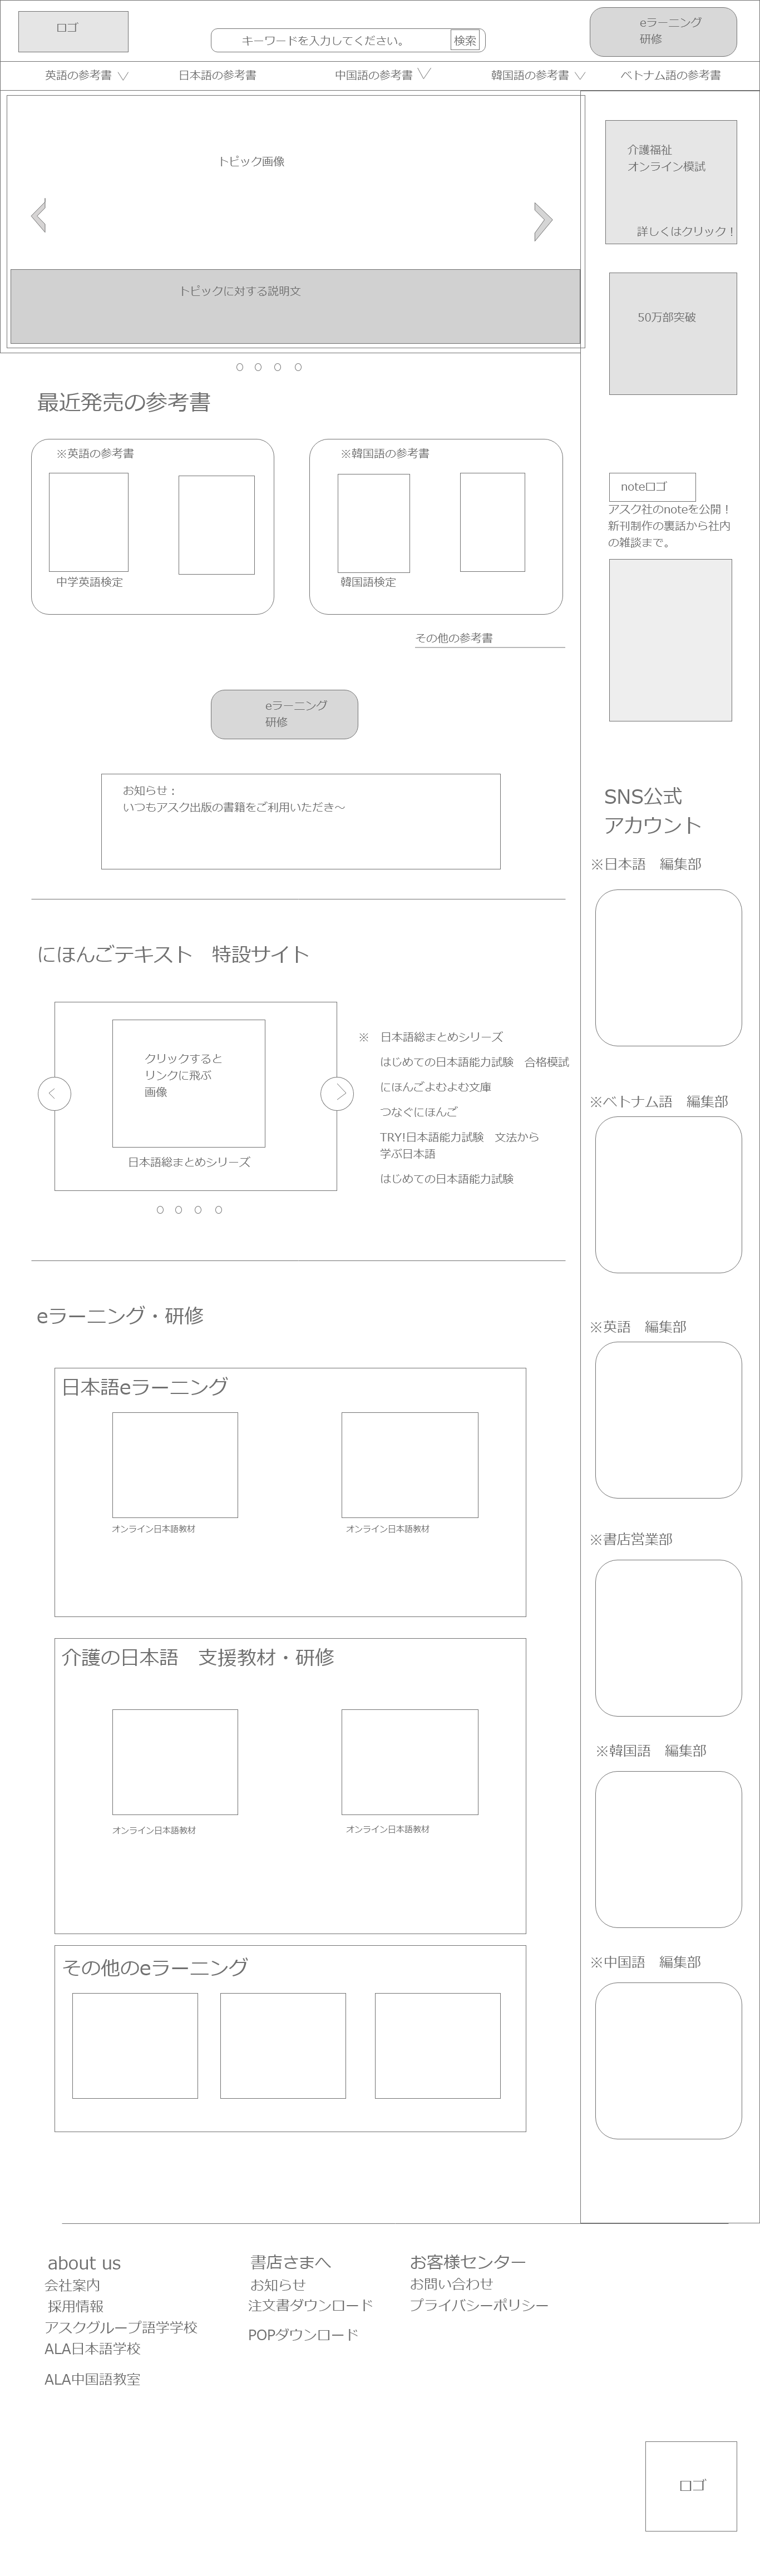 ロゴ
キーワードを入力してください。
検索
eラーニング
研修
英語の参考書
日本語の参考書
中国語の参考書
韓国語の参考書
ベトナム語の参考書
トピック画像
トピックに対する説明文
介護福祉
オンライン模試
詳しくはクリック！
50万部突破
最近発売の参考書
※英語の参考書
中学英語検定
※韓国語の参考書
韓国語検定
その他の参考書
noteロゴ
アスク社のnoteを公開！
新刊制作の裏話から社内
の雑談まで。
eラーニング
研修
お知らせ：
いつもアスク出版の書籍をご利用いただき～
SNS公式
アカウント
※日本語　編集部
※ベトナム語　編集部
※英語　編集部
※書店営業部
※韓国語　編集部
※中国語　編集部
にほんごテキスト　特設サイト
クリックすると
リンクに飛ぶ
画像
日本語総まとめシリーズ
※　日本語総まとめシリーズ
はじめての日本語能力試験　合格模試
にほんごよむよむ文庫
つなぐにほんご
TRY!日本語能力試験　文法から
学ぶ日本語
はじめての日本語能力試験
eラーニング・研修
日本語eラーニング
オンライン日本語教材
オンライン日本語教材
介護の日本語　支援教材・研修
オンライン日本語教材
オンライン日本語教材
その他のeラーニング
about us
会社案内
採用情報
アスクグループ語学学校
ALA日本語学校
ALA中国語教室
書店さまへ
お知らせ
注文書ダウンロード
POPダウンロード
お客様センター
お問い合わせ
プライバシーポリシー
ロゴ